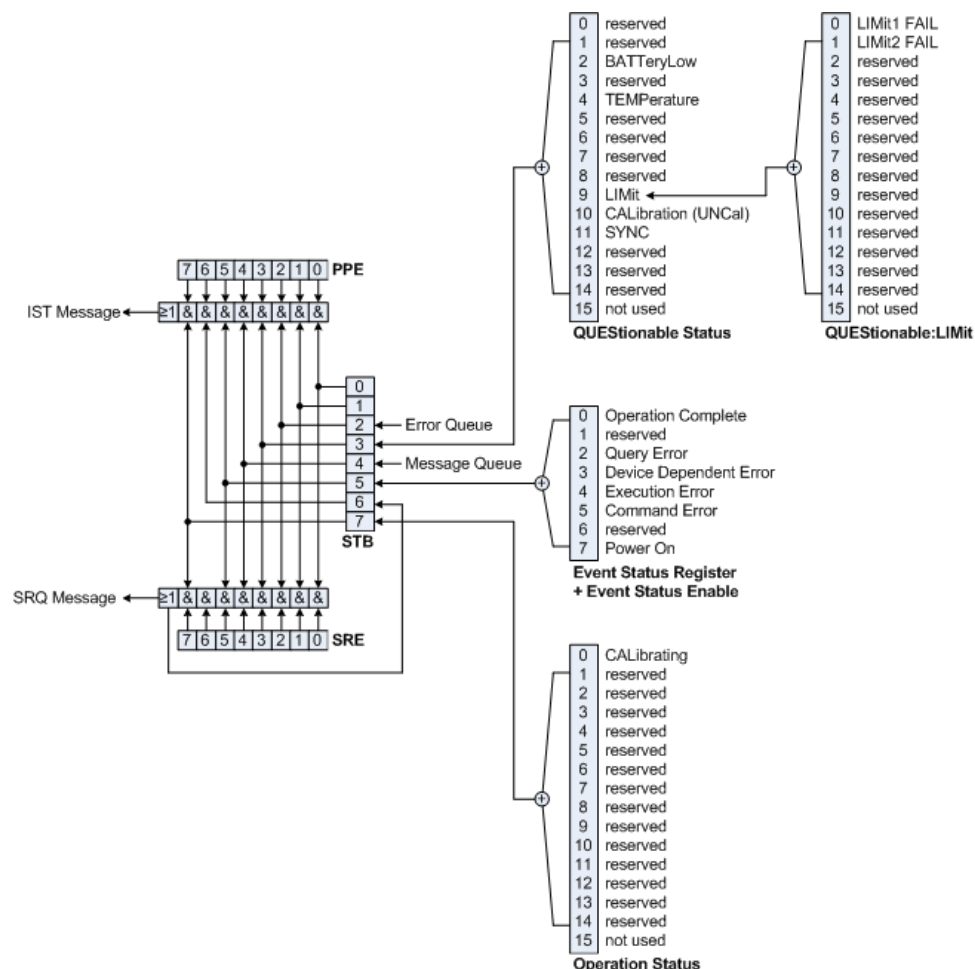 0 reserved
1 reserved
2 BATTeryLow
3 reserved
4 TEMPerature
5 reserved
6 reserved
7 reserved
8 reserved
9 LIMit
10 CALibration (UNCal)
11 SYNC
12 reserved
13 reserved
14 reserved
15 not used
QUEStionable Status
0 LIMit1 FAIL
1 LIMit2 FAIL
2 reserved
3 reserved
4 reserved
5 reserved
6 reserved
7 reserved
8 reserved
9 reserved
10 reserved
11 reserved
12 reserved
13 reserved
14 reserved
15 not used
QUEStionable:LIMit
7 6 5 4 3 2 1 0 PPE
IST Message ≥1 & & & & & & & &
0
1
2 Error Queue
3
4 Message Queue
5
6
7
STB
SRQ Message ≥1 & & & & & & & &
7 6 5 4 3 2 1 0 SRE
0 Operation Complete
1 reserved
2 Query Error
3 Device Dependent Error
4 Execution Error
5 Command Error
6 reserved
7 Power On
Event Status Register
+ Event Status Enable
0 CALibrating
1 reserved
2 reserved
3 reserved
4 reserved
5 reserved
6 reserved
7 reserved
8 reserved
9 reserved
10 reserved
11 reserved
12 reserved
13 reserved
14 reserved
15 not used
Operation Status